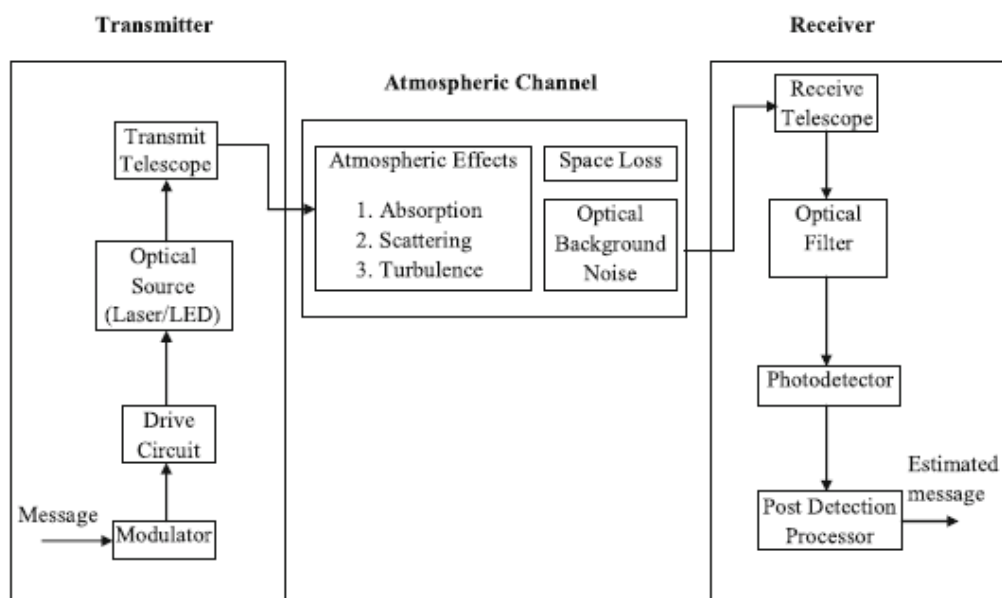 Transmitter
Message
Modulator
Drive
Circuit
Optical
Source
(Laser/LED)
Transmit
Telescope
Atmospheric Channel
Atmospheric Effects
1. Absorption
2. Scattering
3. Turbulence
Space Loss
Optical
Background
Noise
Receiver
Receive
Telescope
Optical
Filter
Photodetector
Post Detection
Processor
Estimated
message